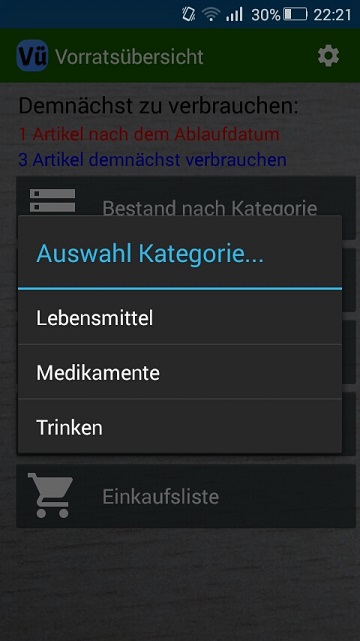 30% 22:21
Vü Vorratsübersicht
Demnächst zu verbrauchen:
1 Artikel nach dem Ablaufdatum
3 Artikel demnächst verbrauchen
Bestand nach Kategorie
Auswahl Kategorie...
Lebensmittel
Medikamente
Trinken
Einkaufsliste